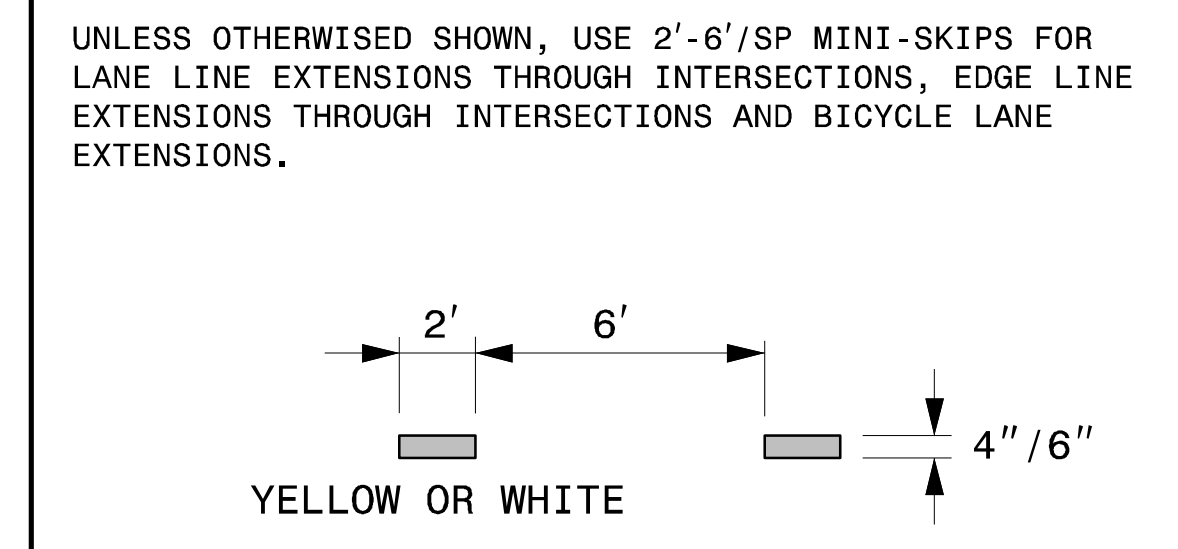 UNLESS OTHERWISED SHOWN, USE 2'-6'/SP MINI-SKIPS FOR
LANE LINE EXTENSIONS THROUGH INTERSECTIONS, EDGE LINE
EXTENSIONS THROUGH INTERSECTIONS AND BICYCLE LANE
EXTENSIONS.
2' 6'
4"/6"
YELLOW OR WHITE